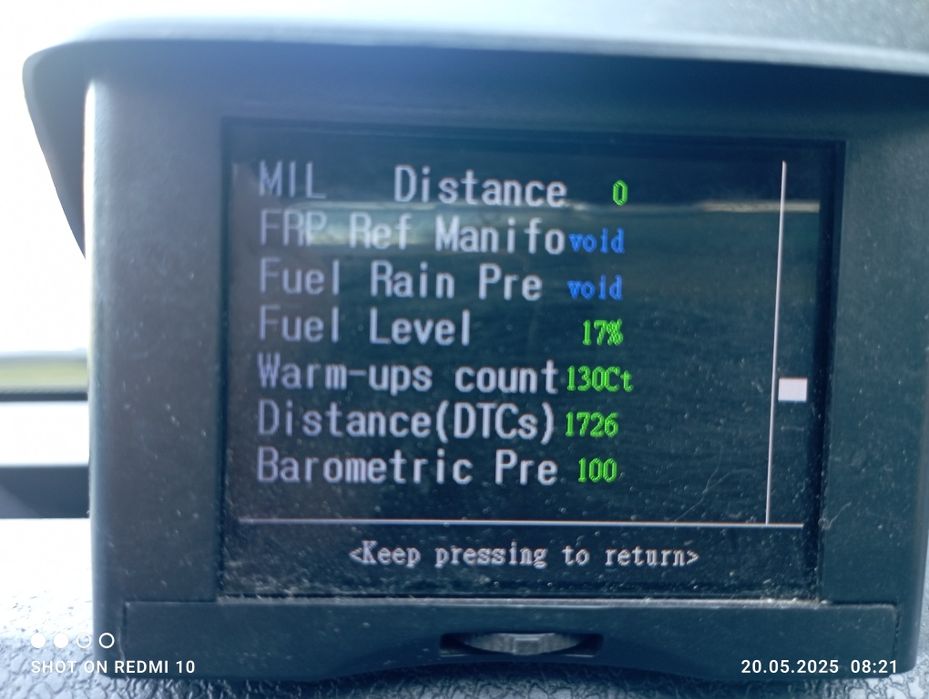 MIL Distance 0
FRP Ref Manifo void
Fuel Rain Pre void
Fuel Level 17%
Warm-ups count 130Ct
Distance(DTCs) 1726
Barometric Pre 100
<Keep pressing to return>
SHOT ON REDMI 10
20.05.2025 08:21